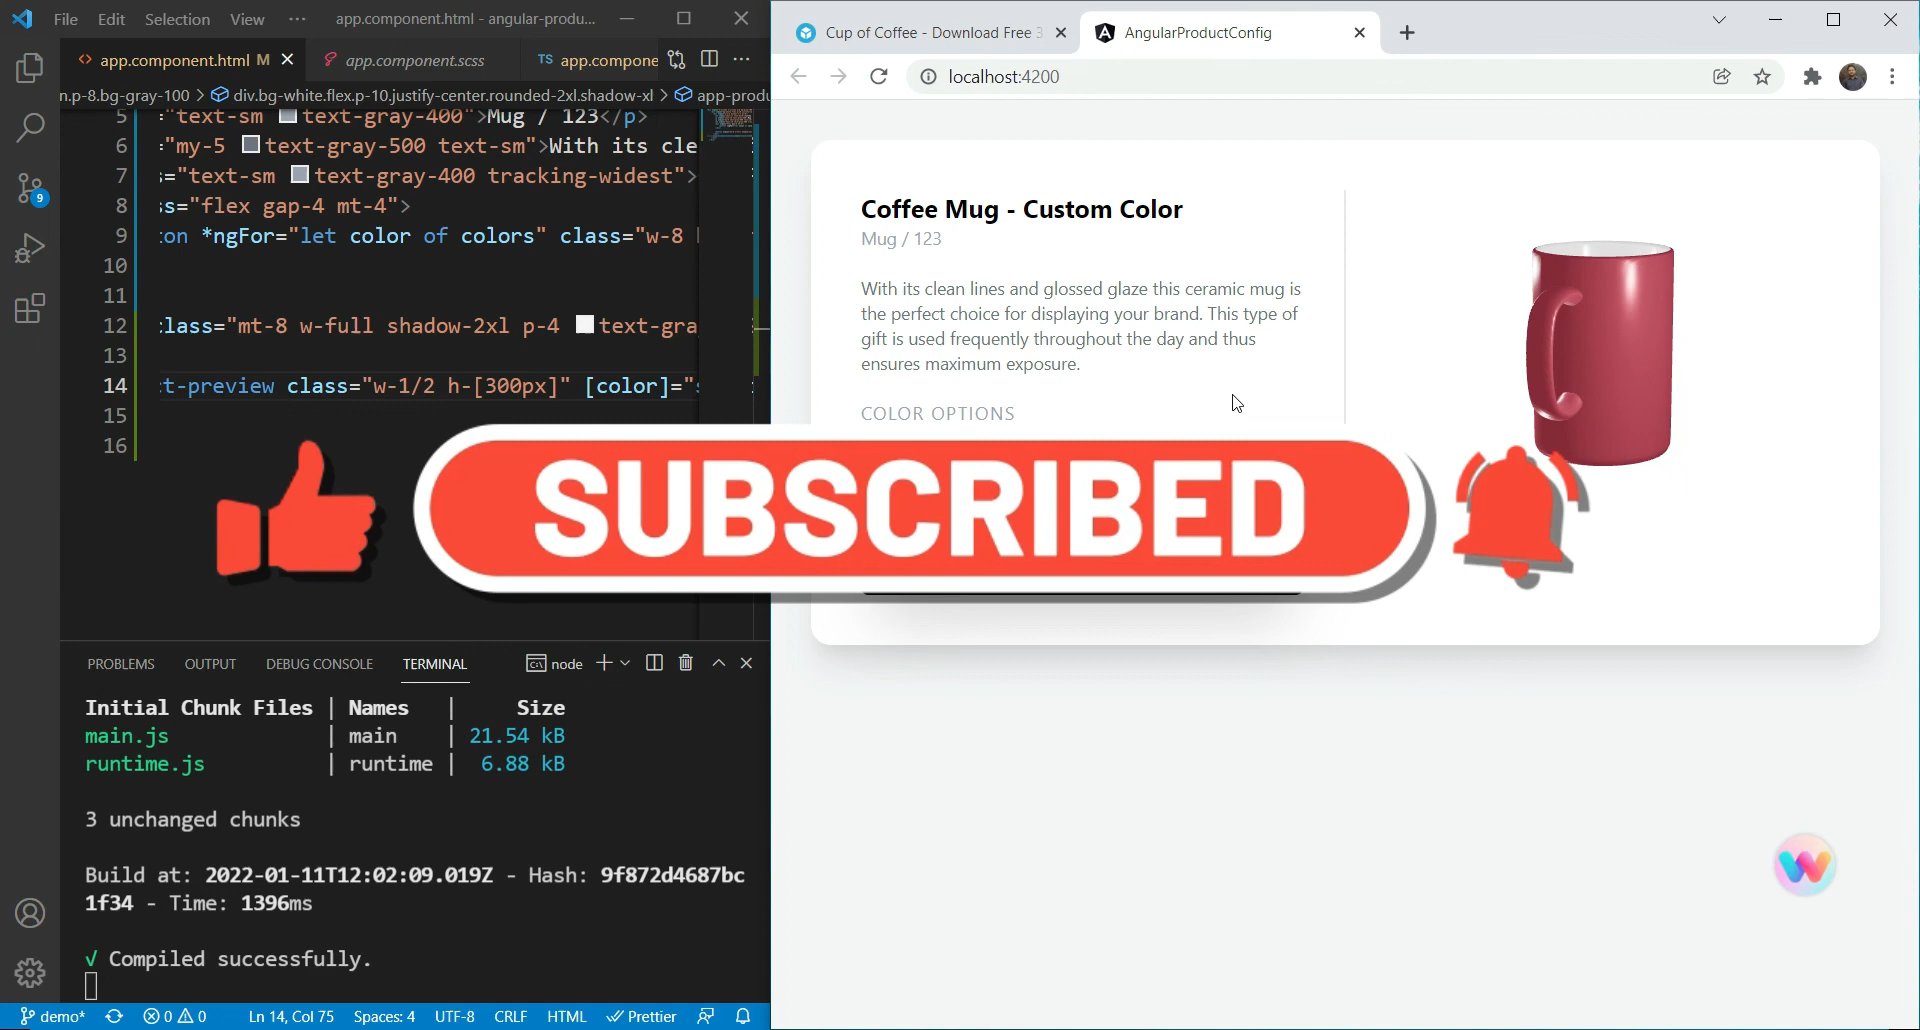 File Edit Selection View ··· app.component.html - angular-produ...
app.component.html M app.component.scss TS app.compone ···
n.p-8.bg-gray-100 > div.bg-white.flex.p-10.justify-center.rounded-2xl.shadow-xl > app-produ
5 ="text-sm text-gray-400">Mug / 123</p>
6 ="my-5 text-gray-500 text-sm">With its cle
7 ="text-sm text-gray-400 tracking-widest">
8 s="flex gap-4 mt-4">
9 on *ngFor="let color of colors" class="w-8
10
11
12 lass="mt-8 w-full shadow-2xl p-4 text-gra
13
14 t-preview class="w-1/2 h-[300px]" [color]="
15
16
PROBLEMS OUTPUT DEBUG CONSOLE TERMINAL node
Initial Chunk Files | Names | Size
main.js | main | 21.54 kB
runtime.js | runtime | 6.88 kB
3 unchanged chunks
Build at: 2022-01-11T12:02:09.019Z - Hash: 9f872d4687bc
1f34 - Time: 1396ms
√ Compiled successfully.
9
demo* 0 0 Ln 14, Col 75 Spaces: 4 UTF-8 CRLF HTML Prettier
Cup of Coffee - Download Free 3 AngularProductConfig
localhost:4200
Coffee Mug - Custom Color
Mug / 123
With its clean lines and glossed glaze this ceramic mug is
the perfect choice for displaying your brand. This type of
gift is used frequently throughout the day and thus
ensures maximum exposure.
COLOR OPTIONS
SUBSCRIBED